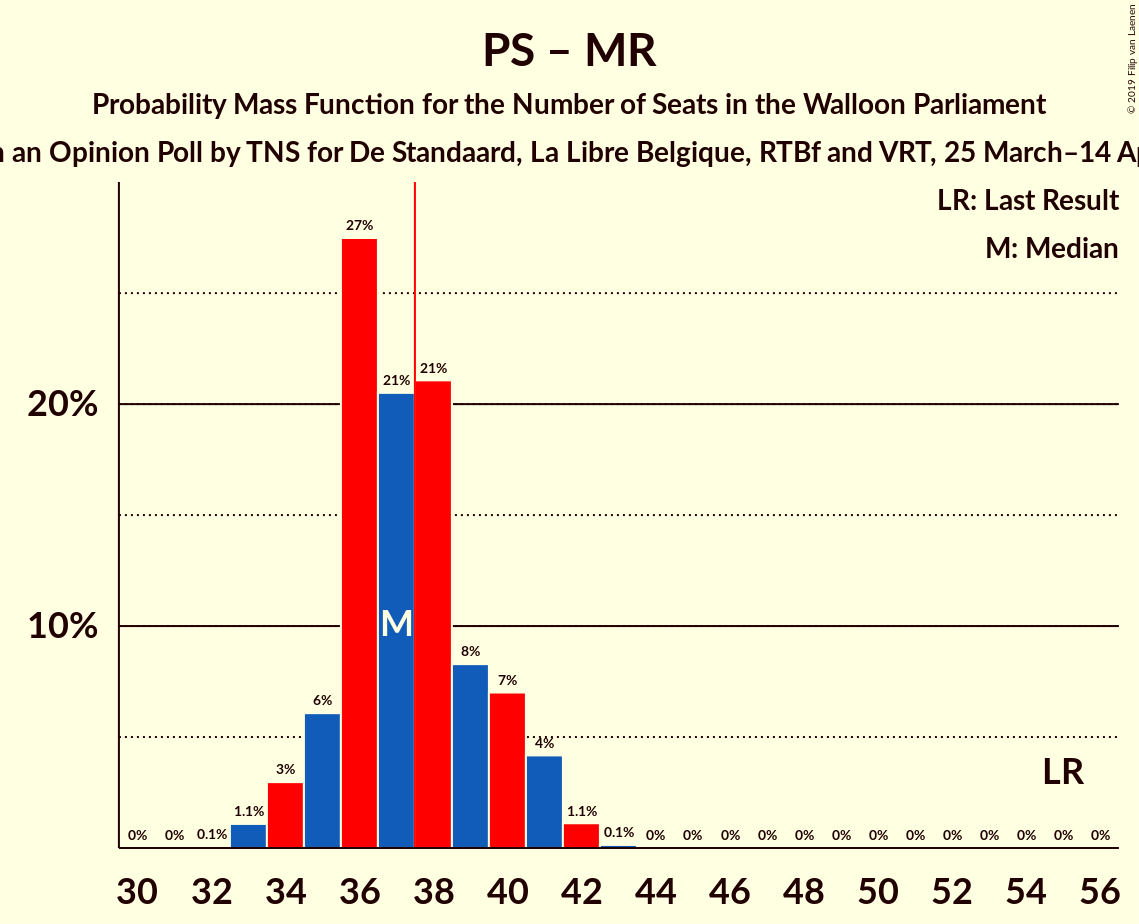 PS – MR
Probability Mass Function for the Number of Seats in the Walloon Parliament
an Opinion Poll by TNS for De Standaard, La Libre Belgique, RTBf and VRT, 25 March–14
© 2019 Filip van Laenen
LR: Last Result
M: Median
27%
21% 21%
20%
M
10%
8%
7%
6%
4%
LR
3%
1.1% 1.1%
0% 0% 0.1% 0.1% 0% 0% 0% 0% 0% 0% 0% 0% 0% 0% 0% 0% 0%
30 32 34 36 38 40 42 44 46 48 50 52 54 56